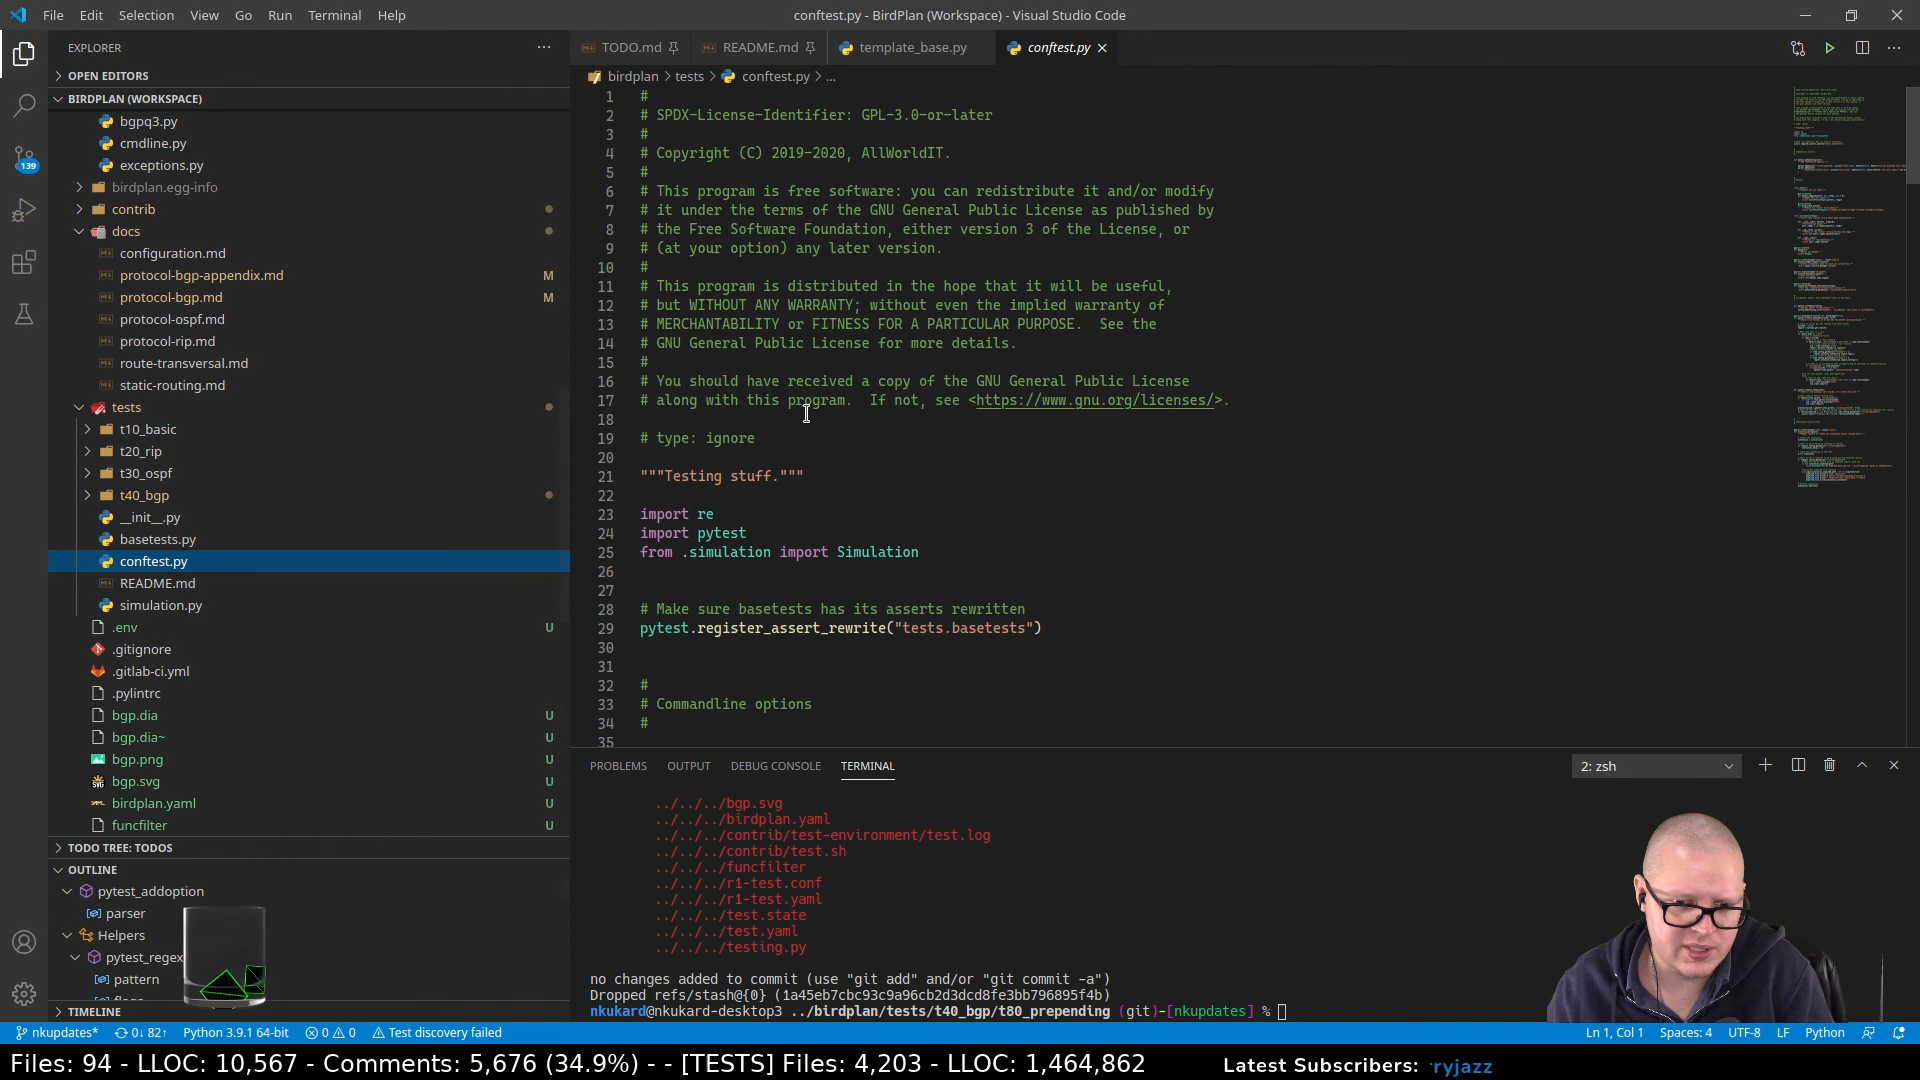 File Edit Selection View Go Run Terminal Help
conftest.py - BirdPlan (Workspace) - Visual Studio Code
EXPLORER
OPEN EDITORS
BIRDPLAN (WORKSPACE)
bgpq3.py
cmdline.py
exceptions.py
birdplan.egg-info
contrib
docs
configuration.md
protocol-bgp-appendix.md M
protocol-bgp.md M
protocol-ospf.md
protocol-rip.md
route-transversal.md
static-routing.md
tests
t10_basic
t20_rip
t30_ospf
t40_bgp
__init__.py
basetests.py
conftest.py
README.md
simulation.py
.env U
.gitignore
.gitlab-ci.yml
.pylintrc
bgp.dia U
bgp.dia~ U
bgp.png U
bgp.svg U
birdplan.yaml U
funcfilter U
TODO TREE: TODOS
OUTLINE
pytest_addoption
parser
Helpers
pytest_regex
pattern
TIMELINE
139
TODO.md README.md template_base.py conftest.py
birdplan > tests > conftest.py > ...
1 #
2 # SPDX-License-Identifier: GPL-3.0-or-later
3 #
4 # Copyright (C) 2019-2020, AllWorldIT.
5 #
6 # This program is free software: you can redistribute it and/or modify
7 # it under the terms of the GNU General Public License as published by
8 # the Free Software Foundation, either version 3 of the License, or
9 # (at your option) any later version.
10 #
11 # This program is distributed in the hope that it will be useful,
12 # but WITHOUT ANY WARRANTY; without even the implied warranty of
13 # MERCHANTABILITY or FITNESS FOR A PARTICULAR PURPOSE.  See the
14 # GNU General Public License for more details.
15 #
16 # You should have received a copy of the GNU General Public License
17 # along with this program.  If not, see <https://www.gnu.org/licenses/>.
18
19 # type: ignore
20
21 """Testing stuff."""
22
23 import re
24 import pytest
25 from .simulation import Simulation
26
27
28 # Make sure basetests has its asserts rewritten
29 pytest.register_assert_rewrite("tests.basetests")
30
31
32 #
33 # Commandline options
34 #
35
PROBLEMS OUTPUT DEBUG CONSOLE TERMINAL
2: zsh
../../../bgp.svg
../../../birdplan.yaml
../../../contrib/test-environment/test.log
../../../contrib/test.sh
../../../funcfilter
../../../r1-test.conf
../../../r1-test.yaml
../../../test.state
../../../test.yaml
../../../testing.py
no changes added to commit (use "git add" and/or "git commit -a")
Dropped refs/stash@{0} (1a45eb7cbc93c9a96cb2d3dcd8fe3bb796895f4b)
nkukard@nkukard-desktop3 ../birdplan/tests/t40_bgp/t80_prepending (git)-[nkupdates] %
nkupdates* 0↓ 82↑ Python 3.9.1 64-bit 0 0 Test discovery failed
Ln 1, Col 1 Spaces: 4 UTF-8 LF Python
Files: 94 - LLOC: 10,567 - Comments: 5,676 (34.9%) - - [TESTS] Files: 4,203 - LLOC: 1,464,862
Latest Subscribers: ryjazz